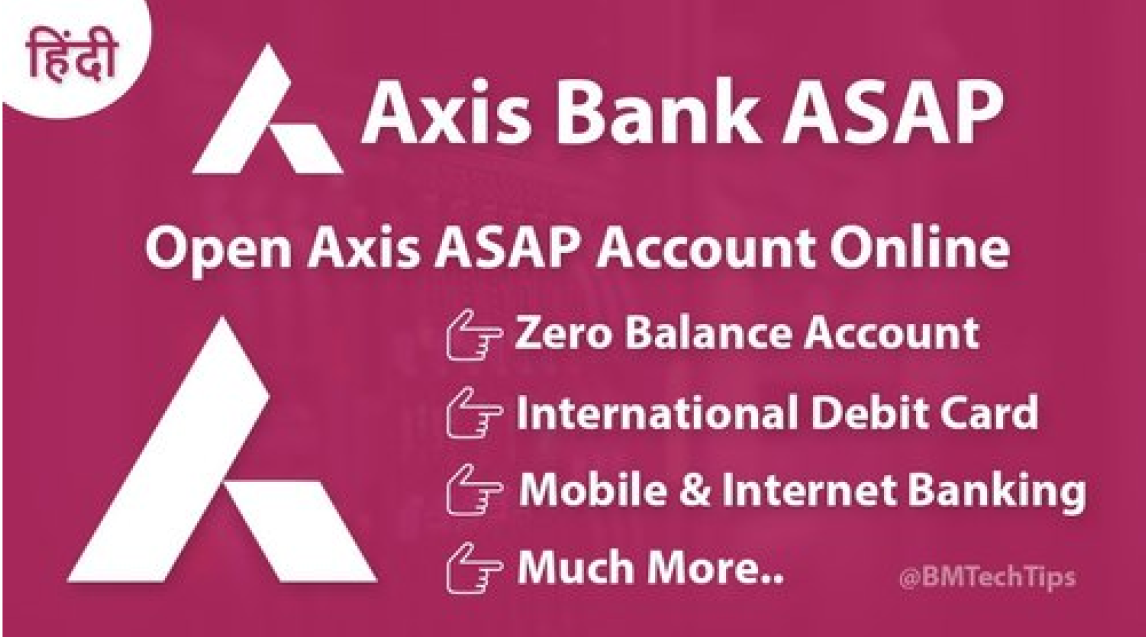 हिंदी
Axis Bank ASAP
Open Axis ASAP Account Online
Zero Balance Account
International Debit Card
Mobile & Internet Banking
Much More..
@BMTechTips